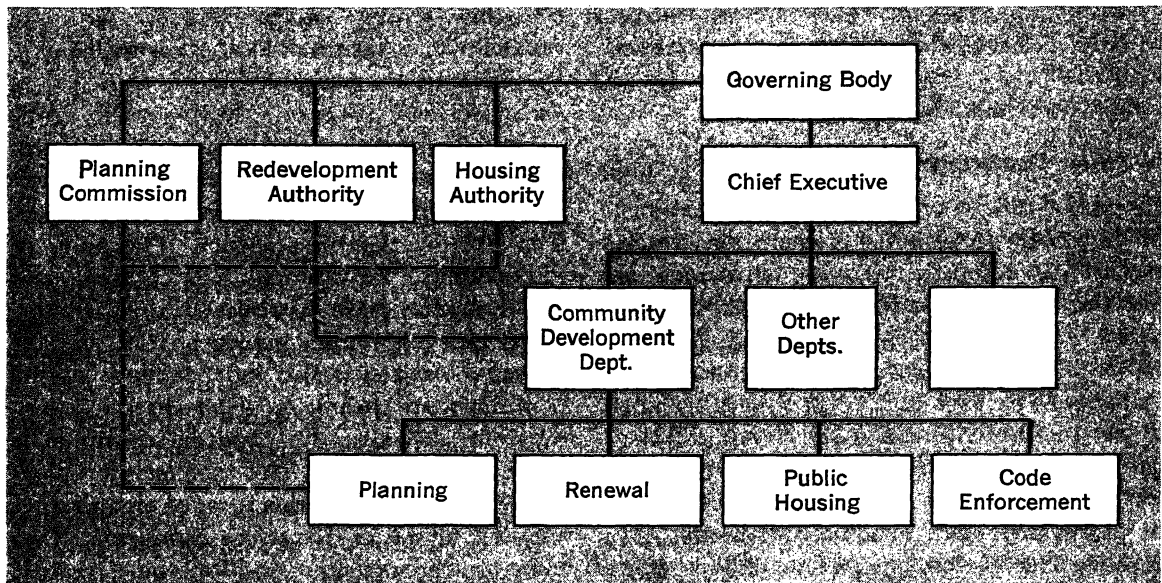 Governing Body
Planning
Commission
Redevelopment
Authority
Housing
Authority
Chief Executive
Community
Development
Dept.
Other
Depts.
Planning
Renewal
Public
Housing
Code
Enforcement